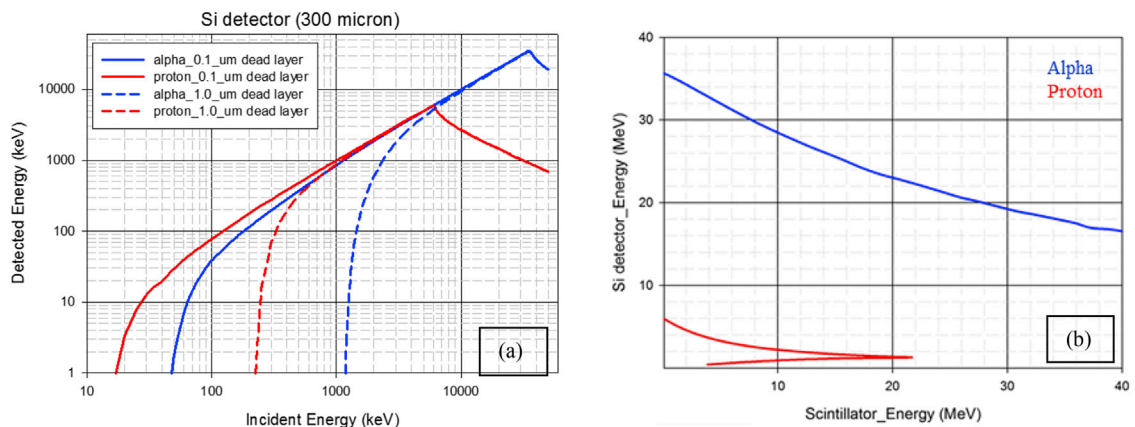 Si detector (300 micron)
alpha_0.1_um dead layer
proton_0.1_um dead layer
alpha_1.0_um dead layer
proton_1.0_um dead layer
Detected Energy (keV)
10000
1000
100
10
1
10
100
1000
10000
Incident Energy (keV)
(a)
Si detector_Energy (MeV)
40
30
20
10
10
20
30
40
Scintillator_Energy (MeV)
Alpha
Proton
(b)